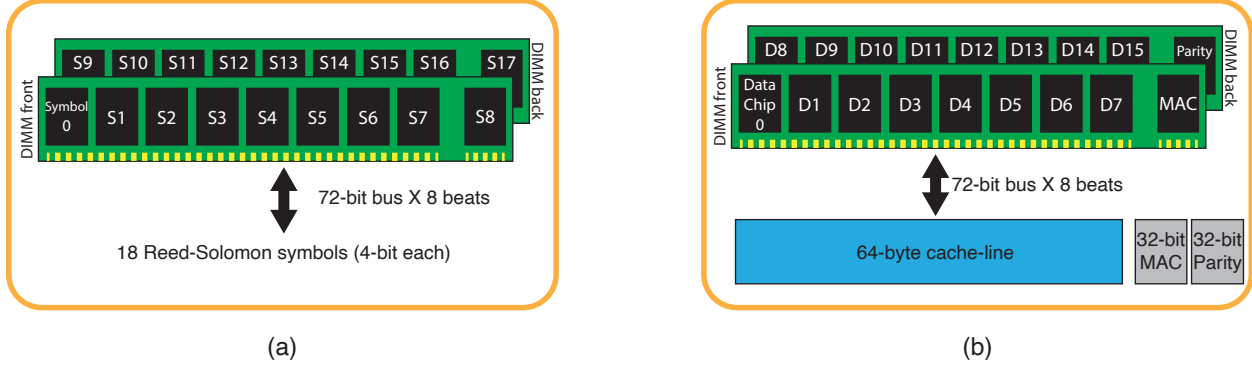 S9 S10 S11 S12 S13 S14 S15 S16 S17
DIMM back
DIMM front
Symbol
0
S1 S2 S3 S4 S5 S6 S7 S8
72-bit bus X 8 beats
18 Reed-Solomon symbols (4-bit each)
(a)
D8 D9 D10 D11 D12 D13 D14 D15 Parity
DIMM back
DIMM front
Data
Chip
0
D1 D2 D3 D4 D5 D6 D7 MAC
72-bit bus X 8 beats
64-byte cache-line
32-bit
MAC
32-bit
Parity
(b)